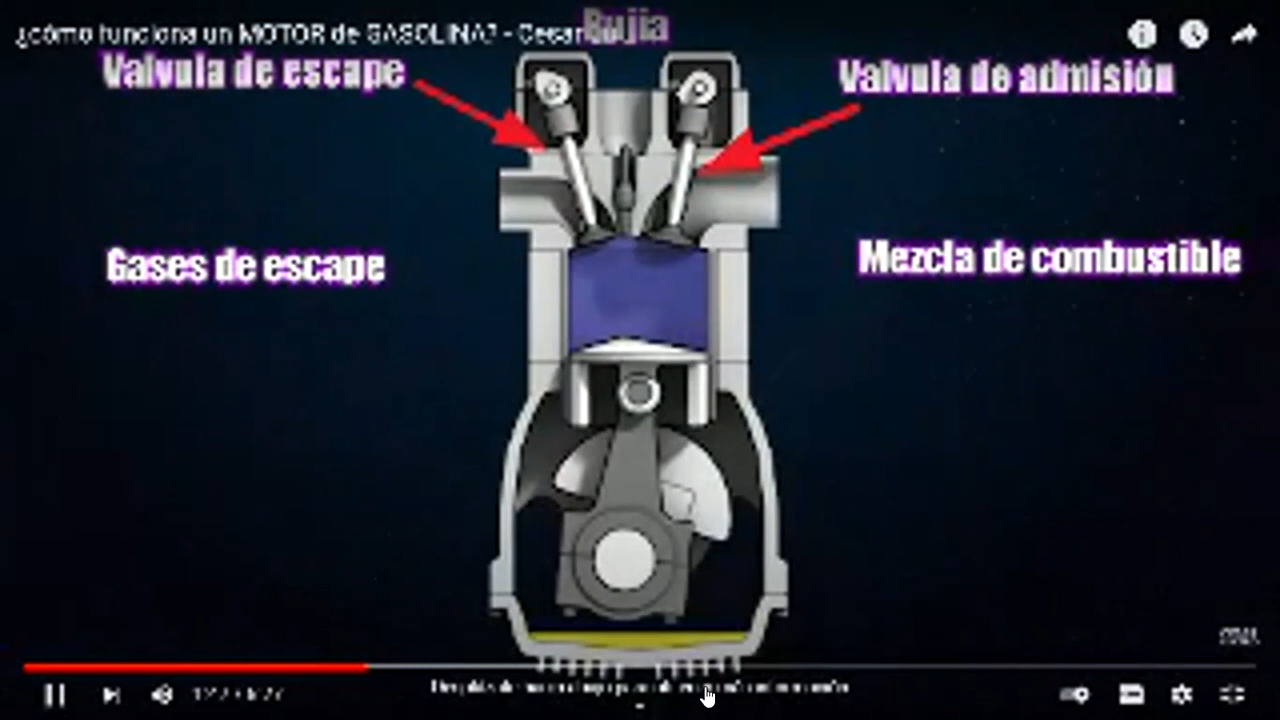 ¿cómo funciona un MOTOR de GASOLINA? - Cesar
Bujia
Valvula de escape
Valvula de admisión
Gases de escape
Mezcla de combustible